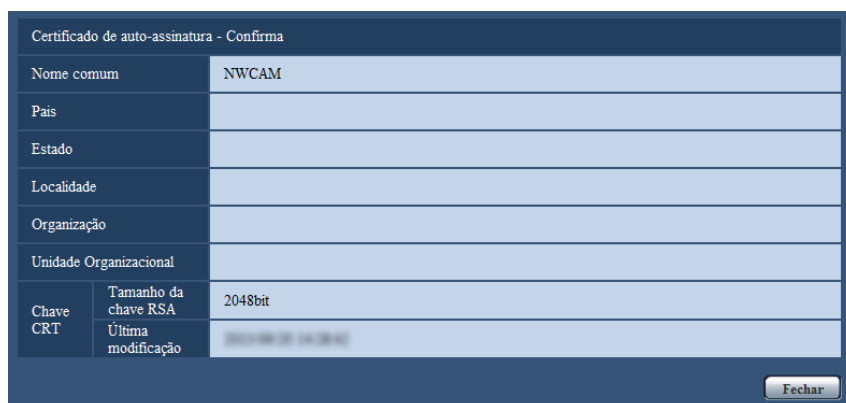 Certificado de auto-assinatura - Confirma
Nome comum NWCAM
Pais
Estado
Localidade
Organização
Unidade Organizacional
Chave CRT
Tamanho da chave RSA 2048bit
Última modificação
Fechar